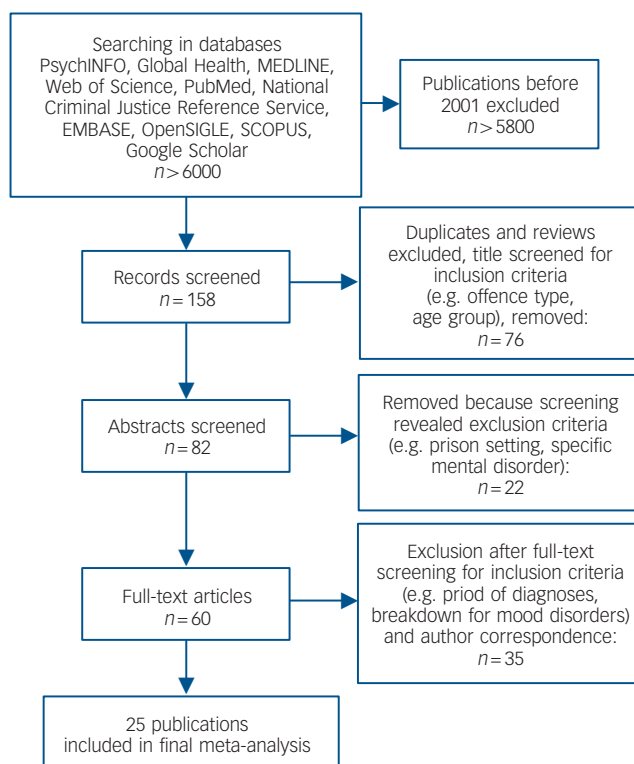 Searching in databases
PsychINFO, Global Health, MEDLINE,
Web of Science, PubMed, National
Criminal Justice Reference Service,
EMBASE, OpenSIGLE, SCOPUS,
Google Scholar
n>6000
Publications before
2001 excluded
n>5800
Records screened
n=158
Duplicates and reviews
excluded, title screened for
inclusion criteria
(e.g. offence type,
age group), removed:
n=76
Abstracts screened
n=82
Removed because screening
revealed exclusion criteria
(e.g. prison setting, specific
mental disorder):
n=22
Full-text articles
n=60
Exclusion after full-text
screening for inclusion criteria
(e.g. priod of diagnoses,
breakdown for mood disorders)
and author correspondence:
n=35
25 publications
included in final meta-analysis